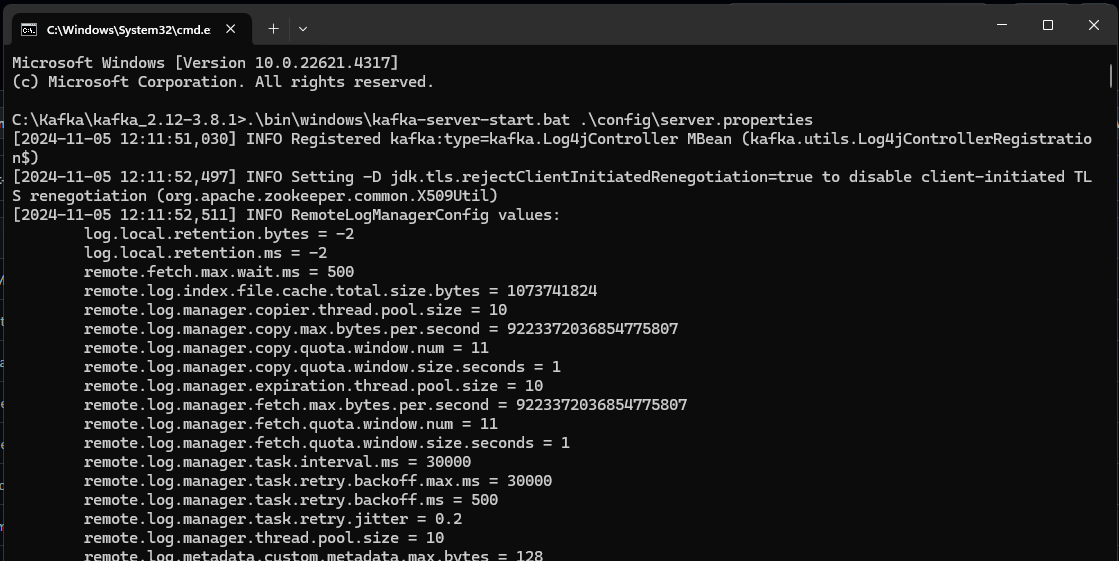 C:\Windows\System32\cmd.e
Microsoft Windows [Version 10.0.22621.4317]
(c) Microsoft Corporation. All rights reserved.
C:\Kafka\kafka_2.12-3.8.1>.\bin\windows\kafka-server-start.bat .\config\server.properties
[2024-11-05 12:11:51,030] INFO Registered kafka:type=kafka.Log4jController MBean (kafka.utils.Log4jControllerRegistratio
n$)
[2024-11-05 12:11:52,497] INFO Setting -D jdk.tls.rejectClientInitiatedRenegotiation=true to disable client-initiated TL
S renegotiation (org.apache.zookeeper.common.X509Util)
[2024-11-05 12:11:52,511] INFO RemoteLogManagerConfig values:
log.local.retention.bytes = -2
log.local.retention.ms = -2
remote.fetch.max.wait.ms = 500
remote.log.index.file.cache.total.size.bytes = 1073741824
remote.log.manager.copier.thread.pool.size = 10
remote.log.manager.copy.max.bytes.per.second = 9223372036854775807
remote.log.manager.copy.quota.window.num = 11
remote.log.manager.copy.quota.window.size.seconds = 1
remote.log.manager.expiration.thread.pool.size = 10
remote.log.manager.fetch.max.bytes.per.second = 9223372036854775807
remote.log.manager.fetch.quota.window.num = 11
remote.log.manager.fetch.quota.window.size.seconds = 1
remote.log.manager.task.interval.ms = 30000
remote.log.manager.task.retry.backoff.max.ms = 30000
remote.log.manager.task.retry.backoff.ms = 500
remote.log.manager.task.retry.jitter = 0.2
remote.log.manager.thread.pool.size = 10
remote.log.metadata.custom.metadata.max.bytes = 128